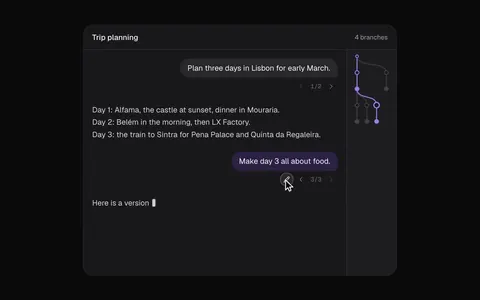 Trip planning
4 branches
Plan three days in Lisbon for early March.
1/2
Day 1: Alfama, the castle at sunset, dinner in Mouraria.
Day 2: Belém in the morning, then LX Factory.
Day 3: the train to Sintra for Pena Palace and Quinta da Regaleira.
Make day 3 all about food.
3/3
Here is a version